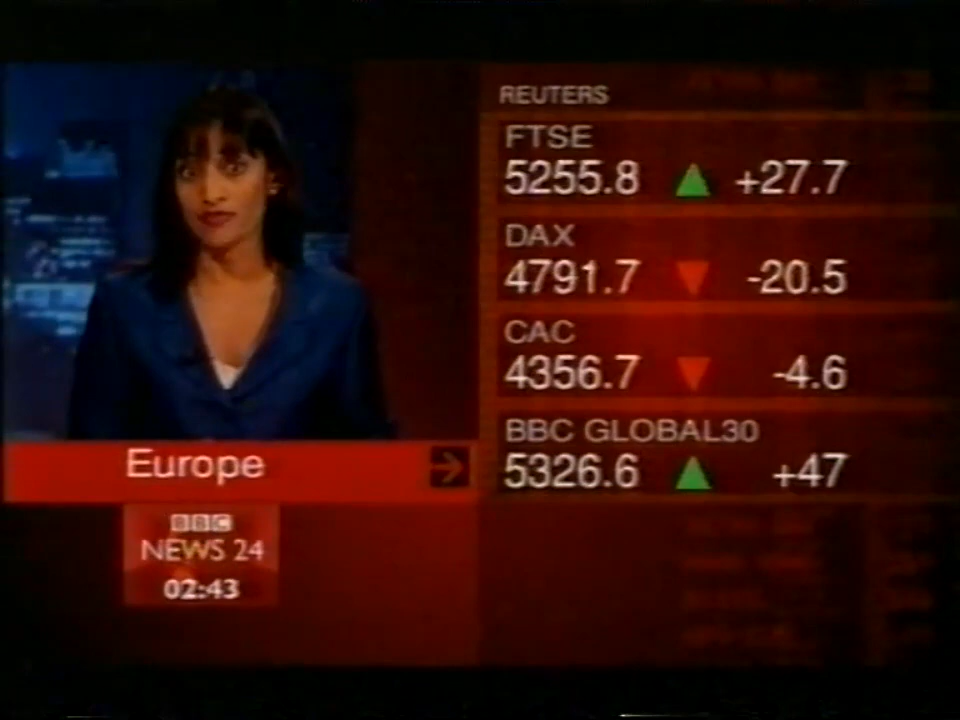 REUTERS
FTSE
5255.8 ▲ +27.7
DAX
4791.7 ▼ -20.5
CAC
4356.7 ▼ -4.6
BBC GLOBAL30
5326.6 ▲ +47
Europe →
BBC
NEWS 24
02:43